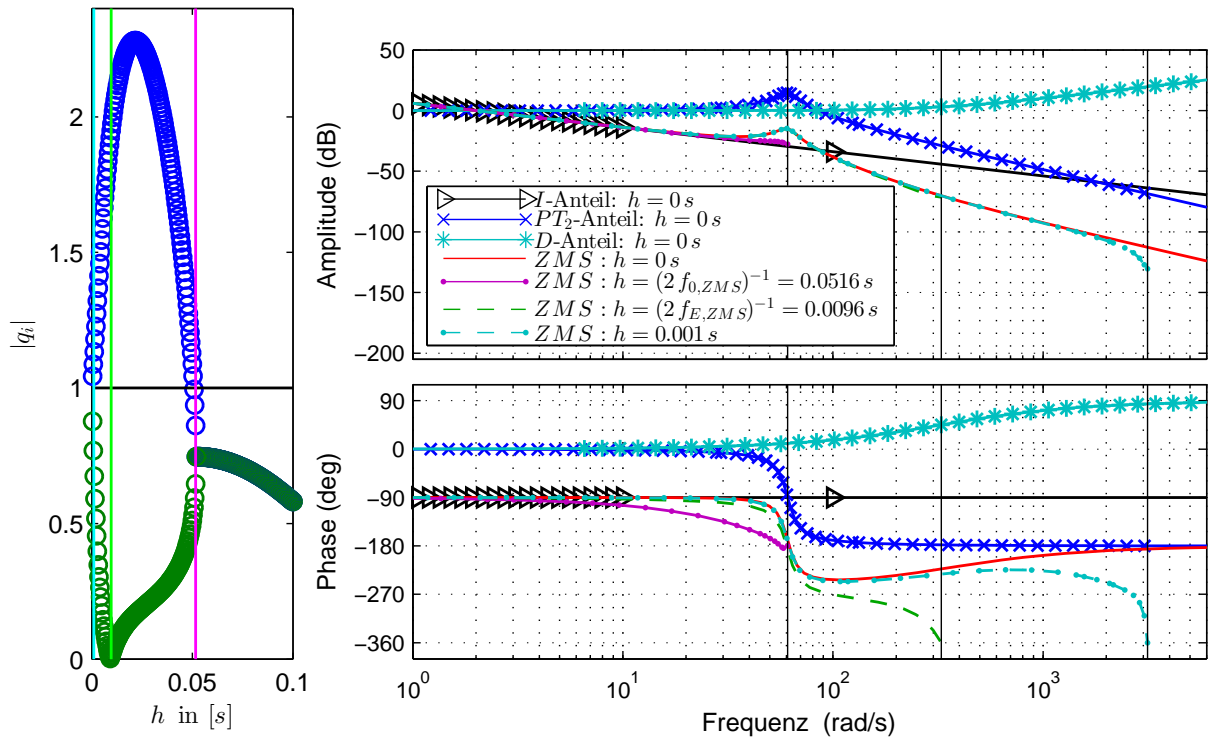 2
1.5
1
0.5
0
|q_i|
0 0.05 0.1
h in [s]
50
0
−50
−100
−150
−200
Amplitude (dB)
I-Anteil: h = 0 s
PT_2-Anteil: h = 0 s
D-Anteil: h = 0 s
ZMS : h = 0 s
ZMS : h = (2 f_{0,ZMS})^{-1} = 0.0516 s
ZMS : h = (2 f_{E,ZMS})^{-1} = 0.0096 s
ZMS : h = 0.001 s
90
0
−90
−180
−270
−360
Phase (deg)
10^0 10^1 10^2 10^3
Frequenz (rad/s)